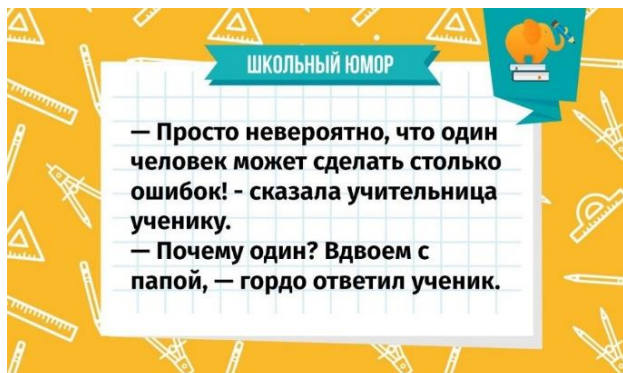 ШКОЛЬНЫЙ ЮМОР
— Просто невероятно, что один
человек может сделать столько
ошибок! - сказала учительница
ученику.
— Почему один? Вдвоем с
папой, — гордо ответил ученик.